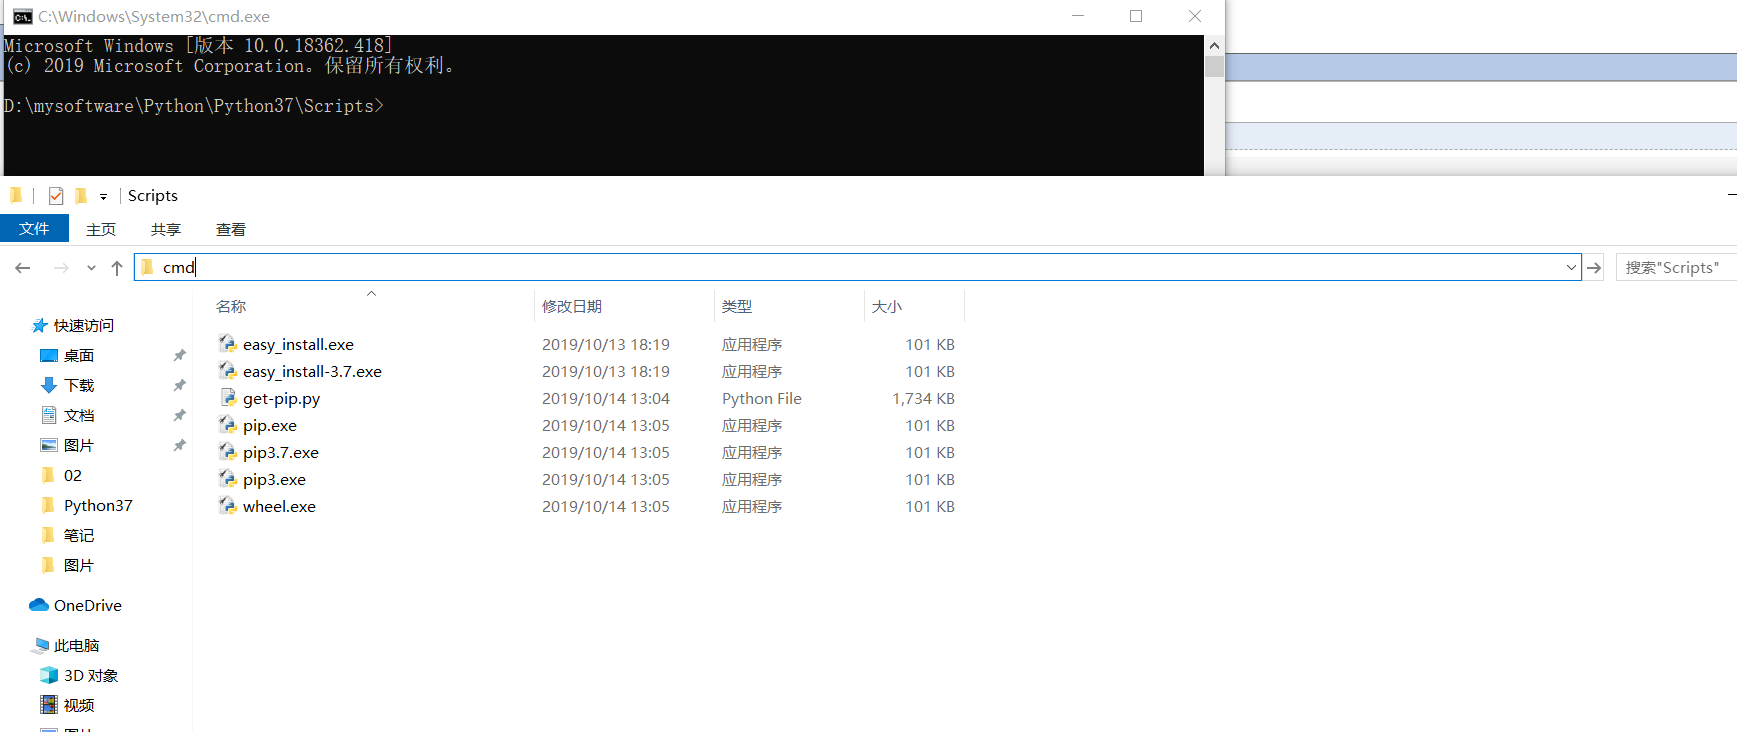 C:\Windows\System32\cmd.exe
Microsoft Windows [版本 10.0.18362.418]
(c) 2019 Microsoft Corporation。保留所有权利。
D:\mysoftware\Python\Python37\Scripts>
Scripts
文件 主页 共享 查看
cmd 搜索"Scripts"
名称 修改日期 类型 大小
快速访问
桌面
下载
文档
图片
02
Python37
笔记
图片
OneDrive
此电脑
3D 对象
视频
easy_install.exe 2019/10/13 18:19 应用程序 101 KB
easy_install-3.7.exe 2019/10/13 18:19 应用程序 101 KB
get-pip.py 2019/10/14 13:04 Python File 1,734 KB
pip.exe 2019/10/14 13:05 应用程序 101 KB
pip3.7.exe 2019/10/14 13:05 应用程序 101 KB
pip3.exe 2019/10/14 13:05 应用程序 101 KB
wheel.exe 2019/10/14 13:05 应用程序 101 KB